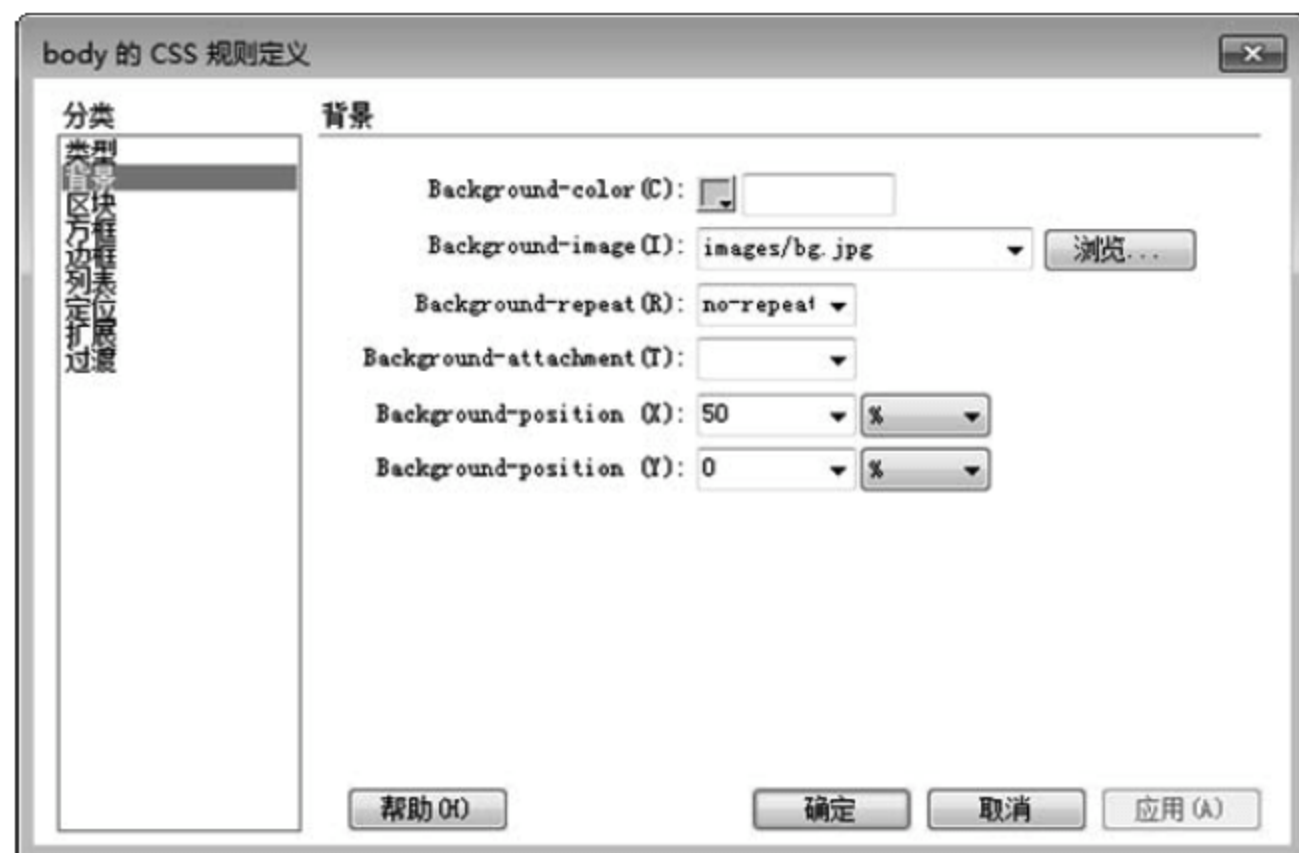 body 的 CSS 规则定义
分类
类型
背景
区块
方框
边框
列表
定位
扩展
过渡
背景
Background-color(C):
Background-image(I): images/bg.jpg 浏览...
Background-repeat(R): no-repeat
Background-attachment(T):
Background-position (X): 50 %
Background-position (Y): 0 %
帮助(H) 确定 取消 应用(A)